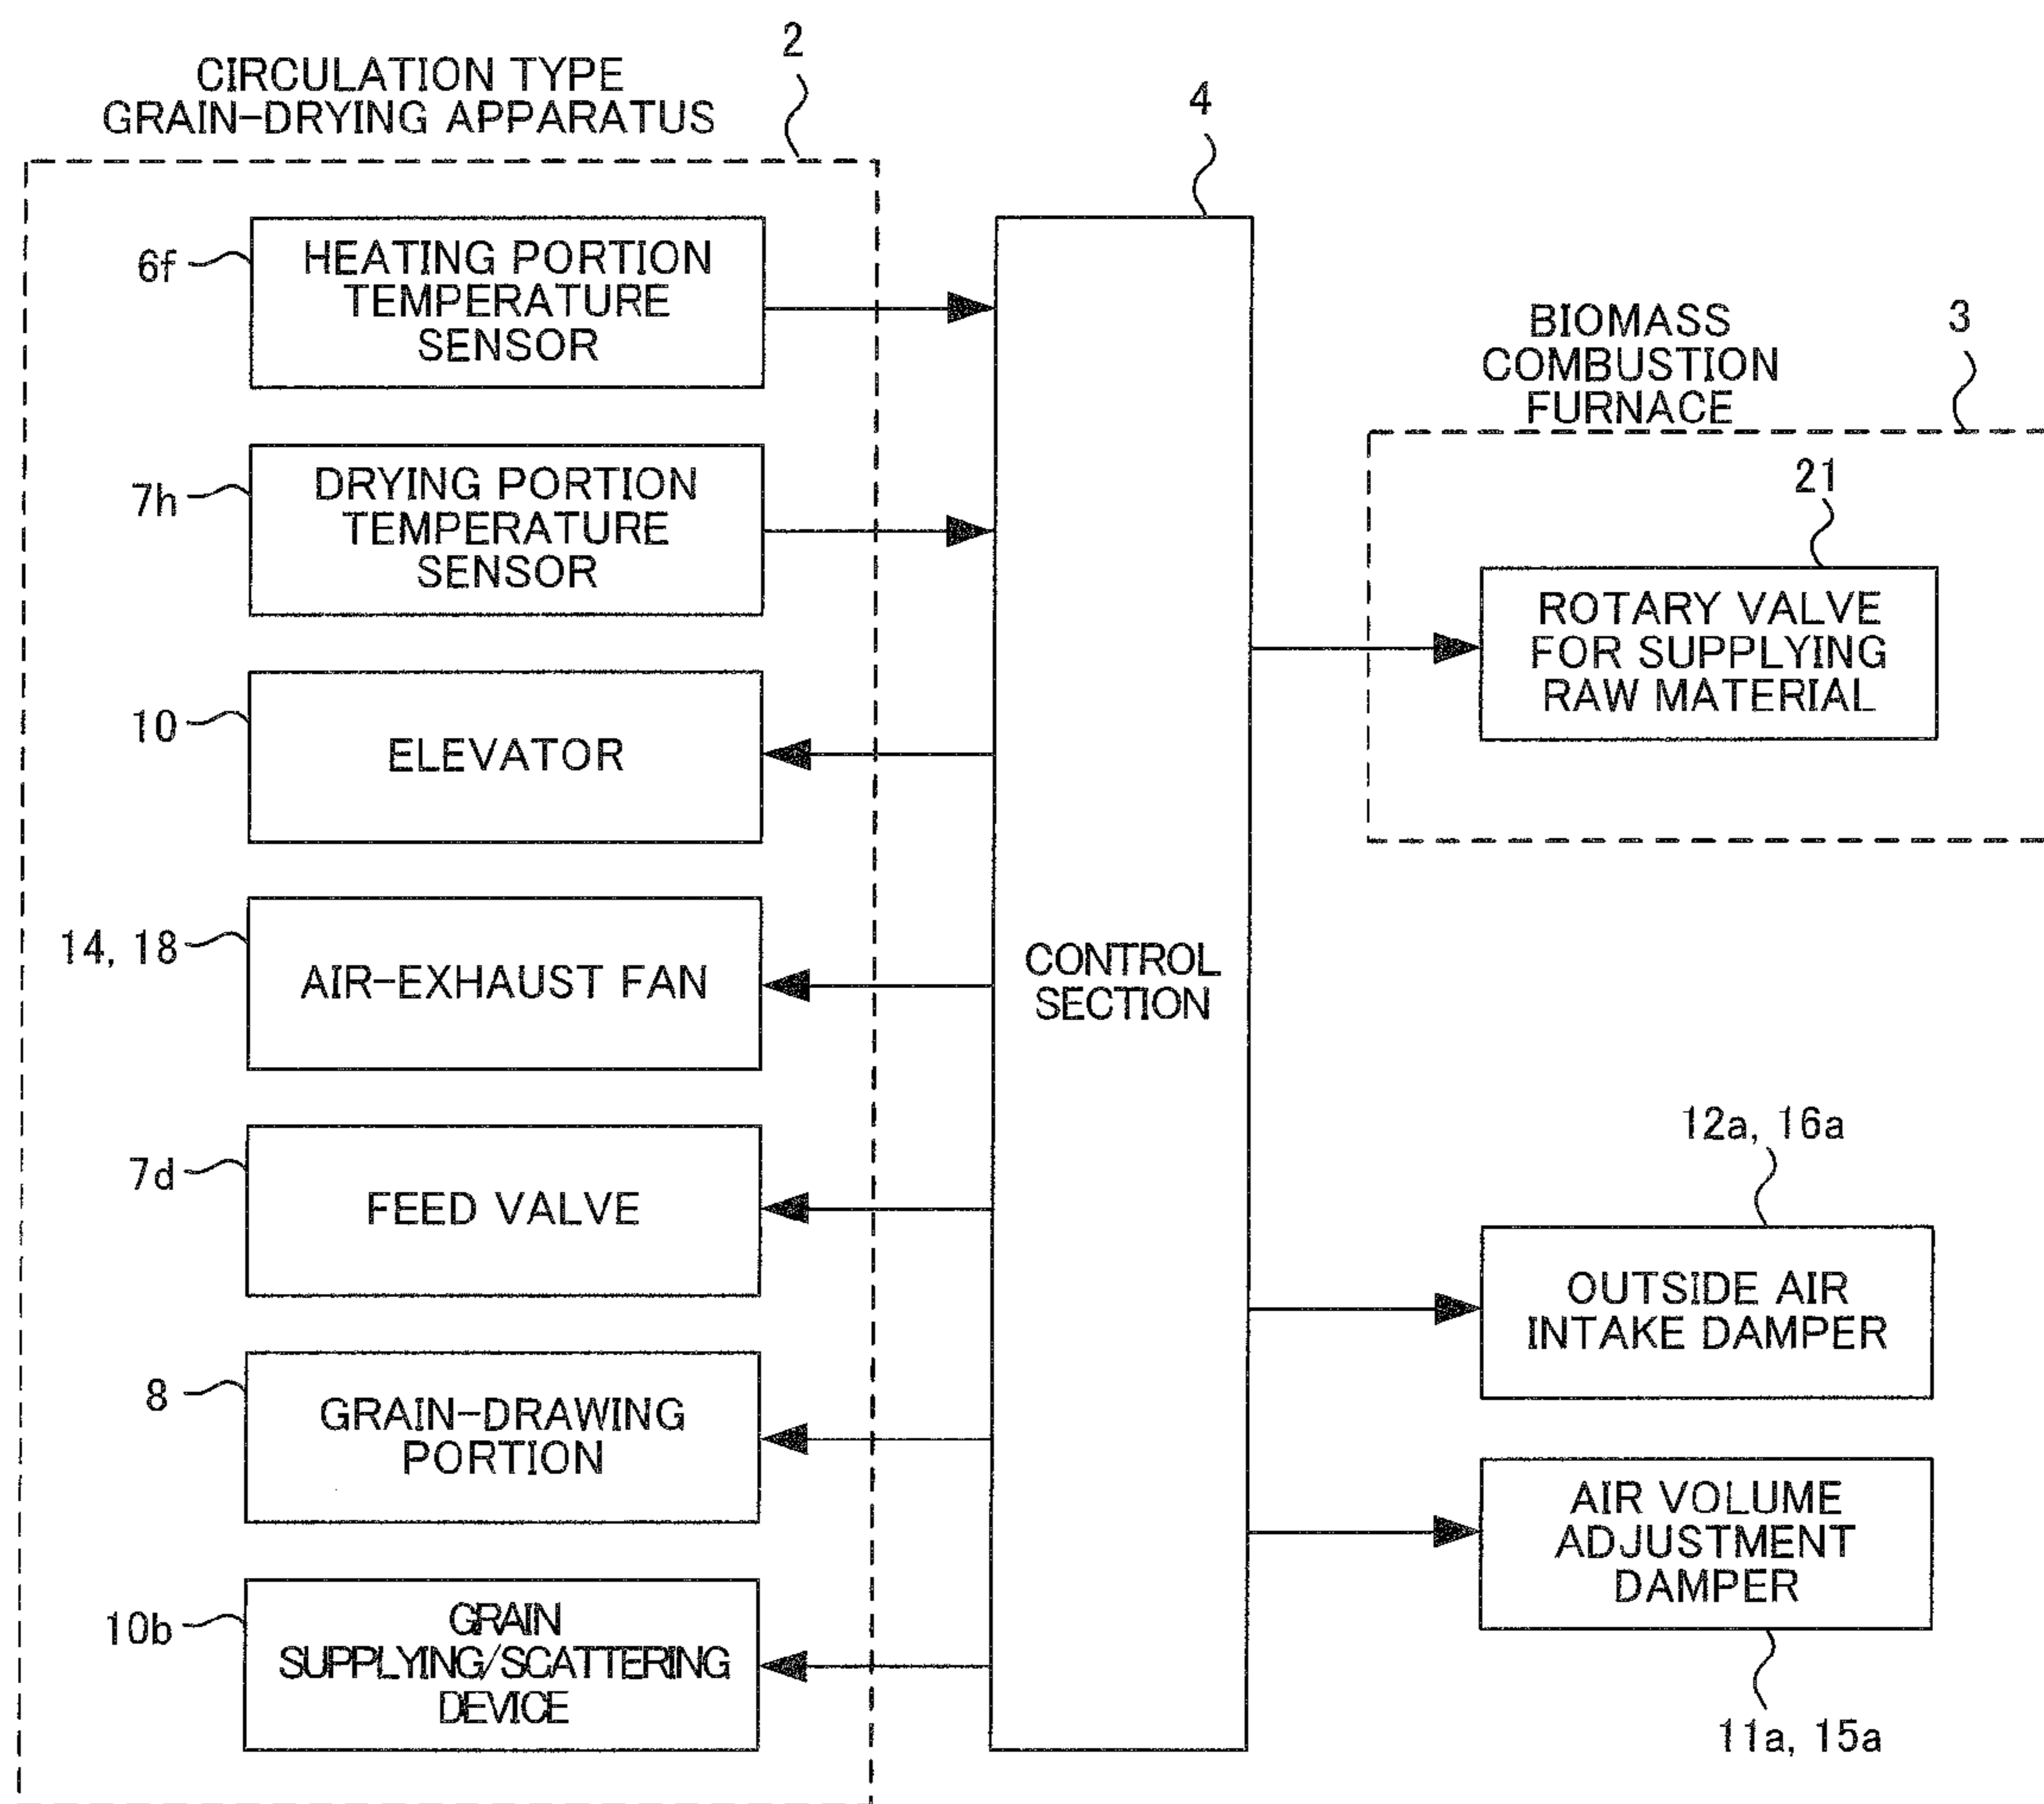 2
CIRCULATION TYPE
GRAIN-DRYING APPARATUS
4
6f
HEATING PORTION
TEMPERATURE
SENSOR
BIOMASS
COMBUSTION
FURNACE
3
7h
DRYING PORTION
TEMPERATURE
SENSOR
21
ROTARY VALVE
FOR SUPPLYING
RAW MATERIAL
10
ELEVATOR
14, 18
AIR-EXHAUST FAN
CONTROL
SECTION
7d
FEED VALVE
12a, 16a
OUTSIDE AIR
INTAKE DAMPER
8
GRAIN-DRAWING
PORTION
AIR VOLUME
ADJUSTMENT
DAMPER
11a, 15a
10b
GRAIN
SUPPLYING/SCATTERING
DEVICE